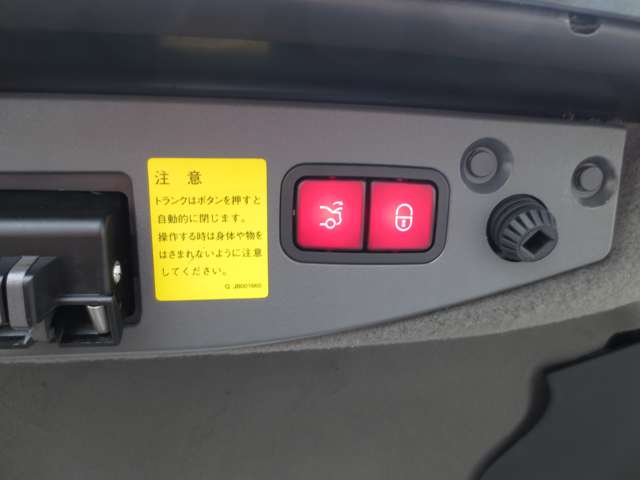 注意
トランクはボタンを押すと
自動的に閉じます。
操作する時は身体や物を
はさまれないように注意
してください。